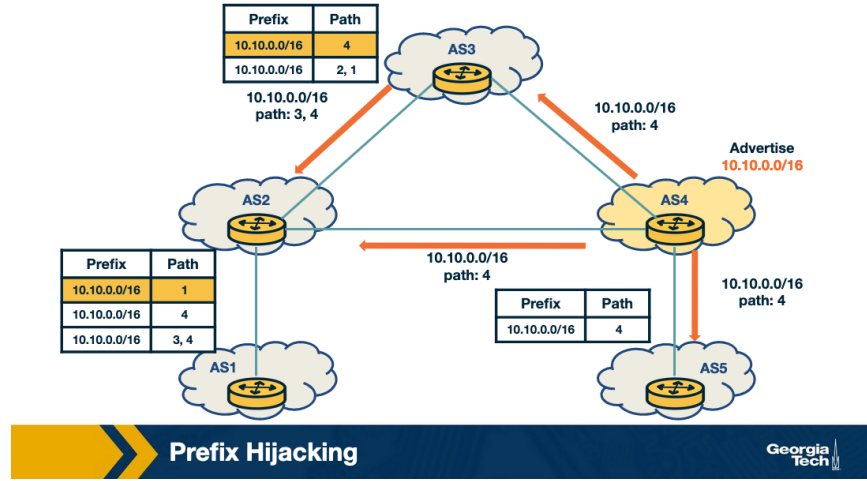 Prefix Path
10.10.0.0/16 4
10.10.0.0/16 2, 1
AS3
10.10.0.0/16
path: 3, 4
10.10.0.0/16
path: 4
Advertise
10.10.0.0/16
AS2
AS4
Prefix Path
10.10.0.0/16 1
10.10.0.0/16 4
10.10.0.0/16 3, 4
10.10.0.0/16
path: 4
10.10.0.0/16
path: 4
Prefix Path
10.10.0.0/16 4
AS1
AS5
Prefix Hijacking
Georgia
Tech